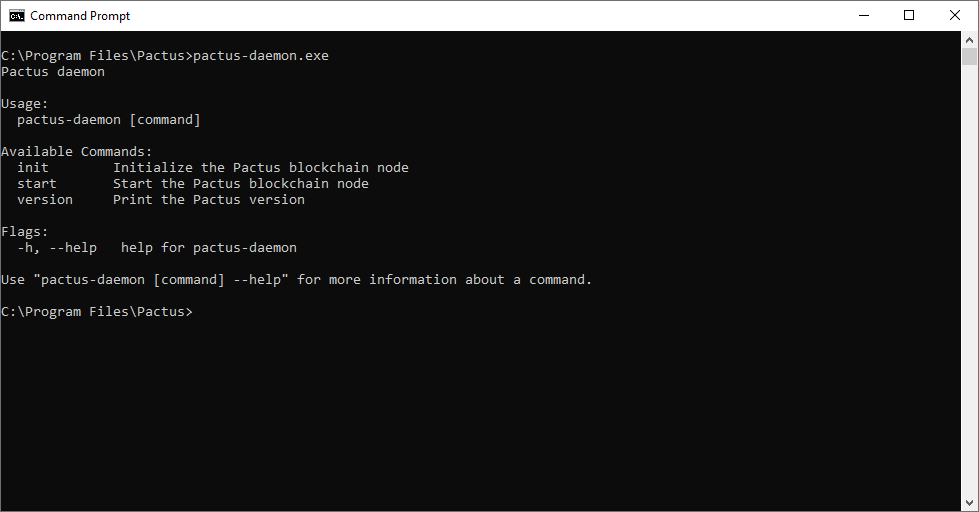 Command Prompt
C:\Program Files\Pactus>pactus-daemon.exe
Pactus daemon
Usage:
  pactus-daemon [command]
Available Commands:
  init        Initialize the Pactus blockchain node
  start       Start the Pactus blockchain node
  version     Print the Pactus version
Flags:
  -h, --help   help for pactus-daemon
Use "pactus-daemon [command] --help" for more information about a command.
C:\Program Files\Pactus>